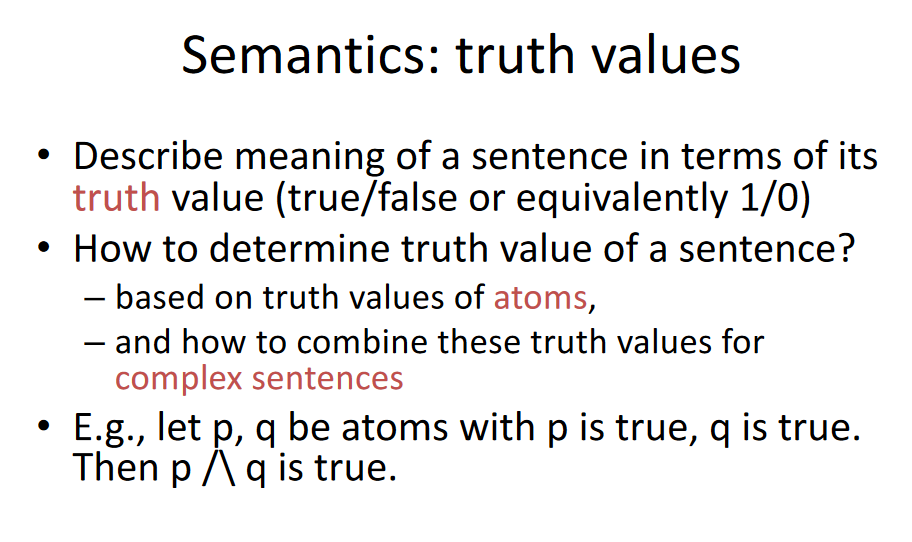 Semantics: truth values
• Describe meaning of a sentence in terms of its
truth value (true/false or equivalently 1/0)
• How to determine truth value of a sentence?
– based on truth values of atoms,
– and how to combine these truth values for
complex sentences
• E.g., let p, q be atoms with p is true, q is true.
Then p /\ q is true.